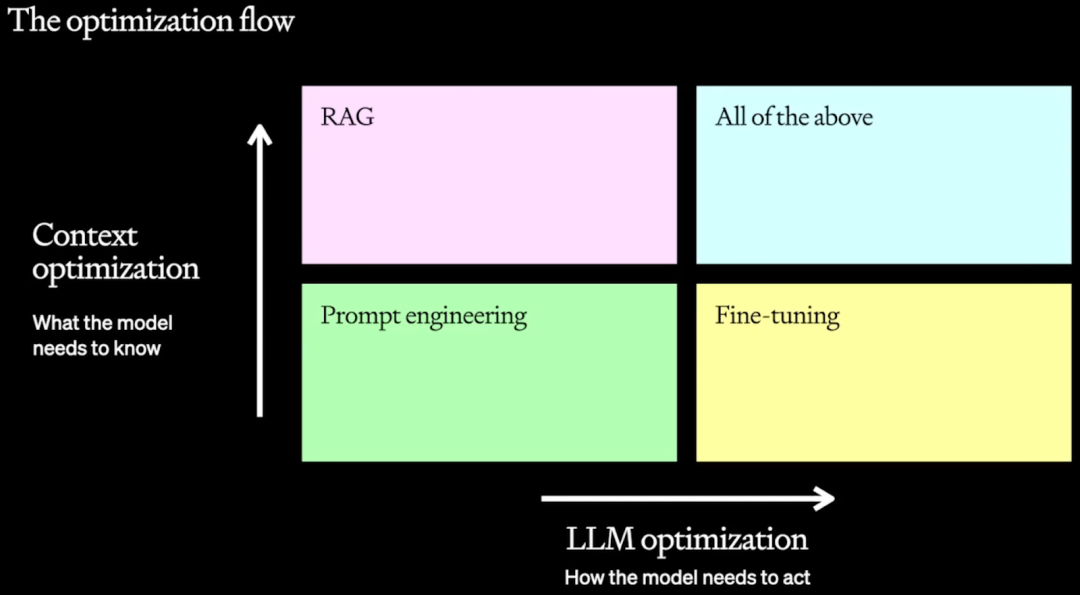 The optimization flow
RAG
All of the above
Context
optimization
What the model
needs to know
Prompt engineering
Fine-tuning
LLM optimization
How the model needs to act